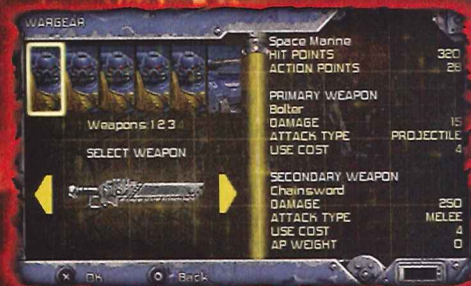 WARGEAR
Weapons 1 2 3
SELECT WEAPON
Space Marine
HIT POINTS 320
ACTION POINTS 28
PRIMARY WEAPON
Bolter
DAMAGE 15
ATTACK TYPE PROJECTILE
USE COST 4
SECONDARY WEAPON
Chainsword
DAMAGE 250
ATTACK TYPE MELEE
USE COST 4
AP WEIGHT 0
X Ok O Back